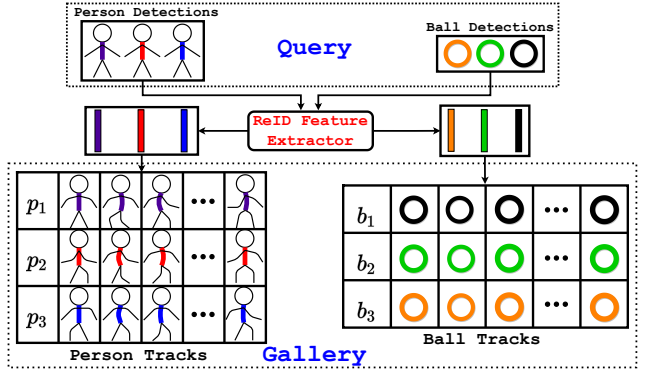 Person Detections
Ball Detections
Query
ReID Feature
Extractor
p1
p2
p3
b1
b2
b3
Person Tracks
Ball Tracks
Gallery